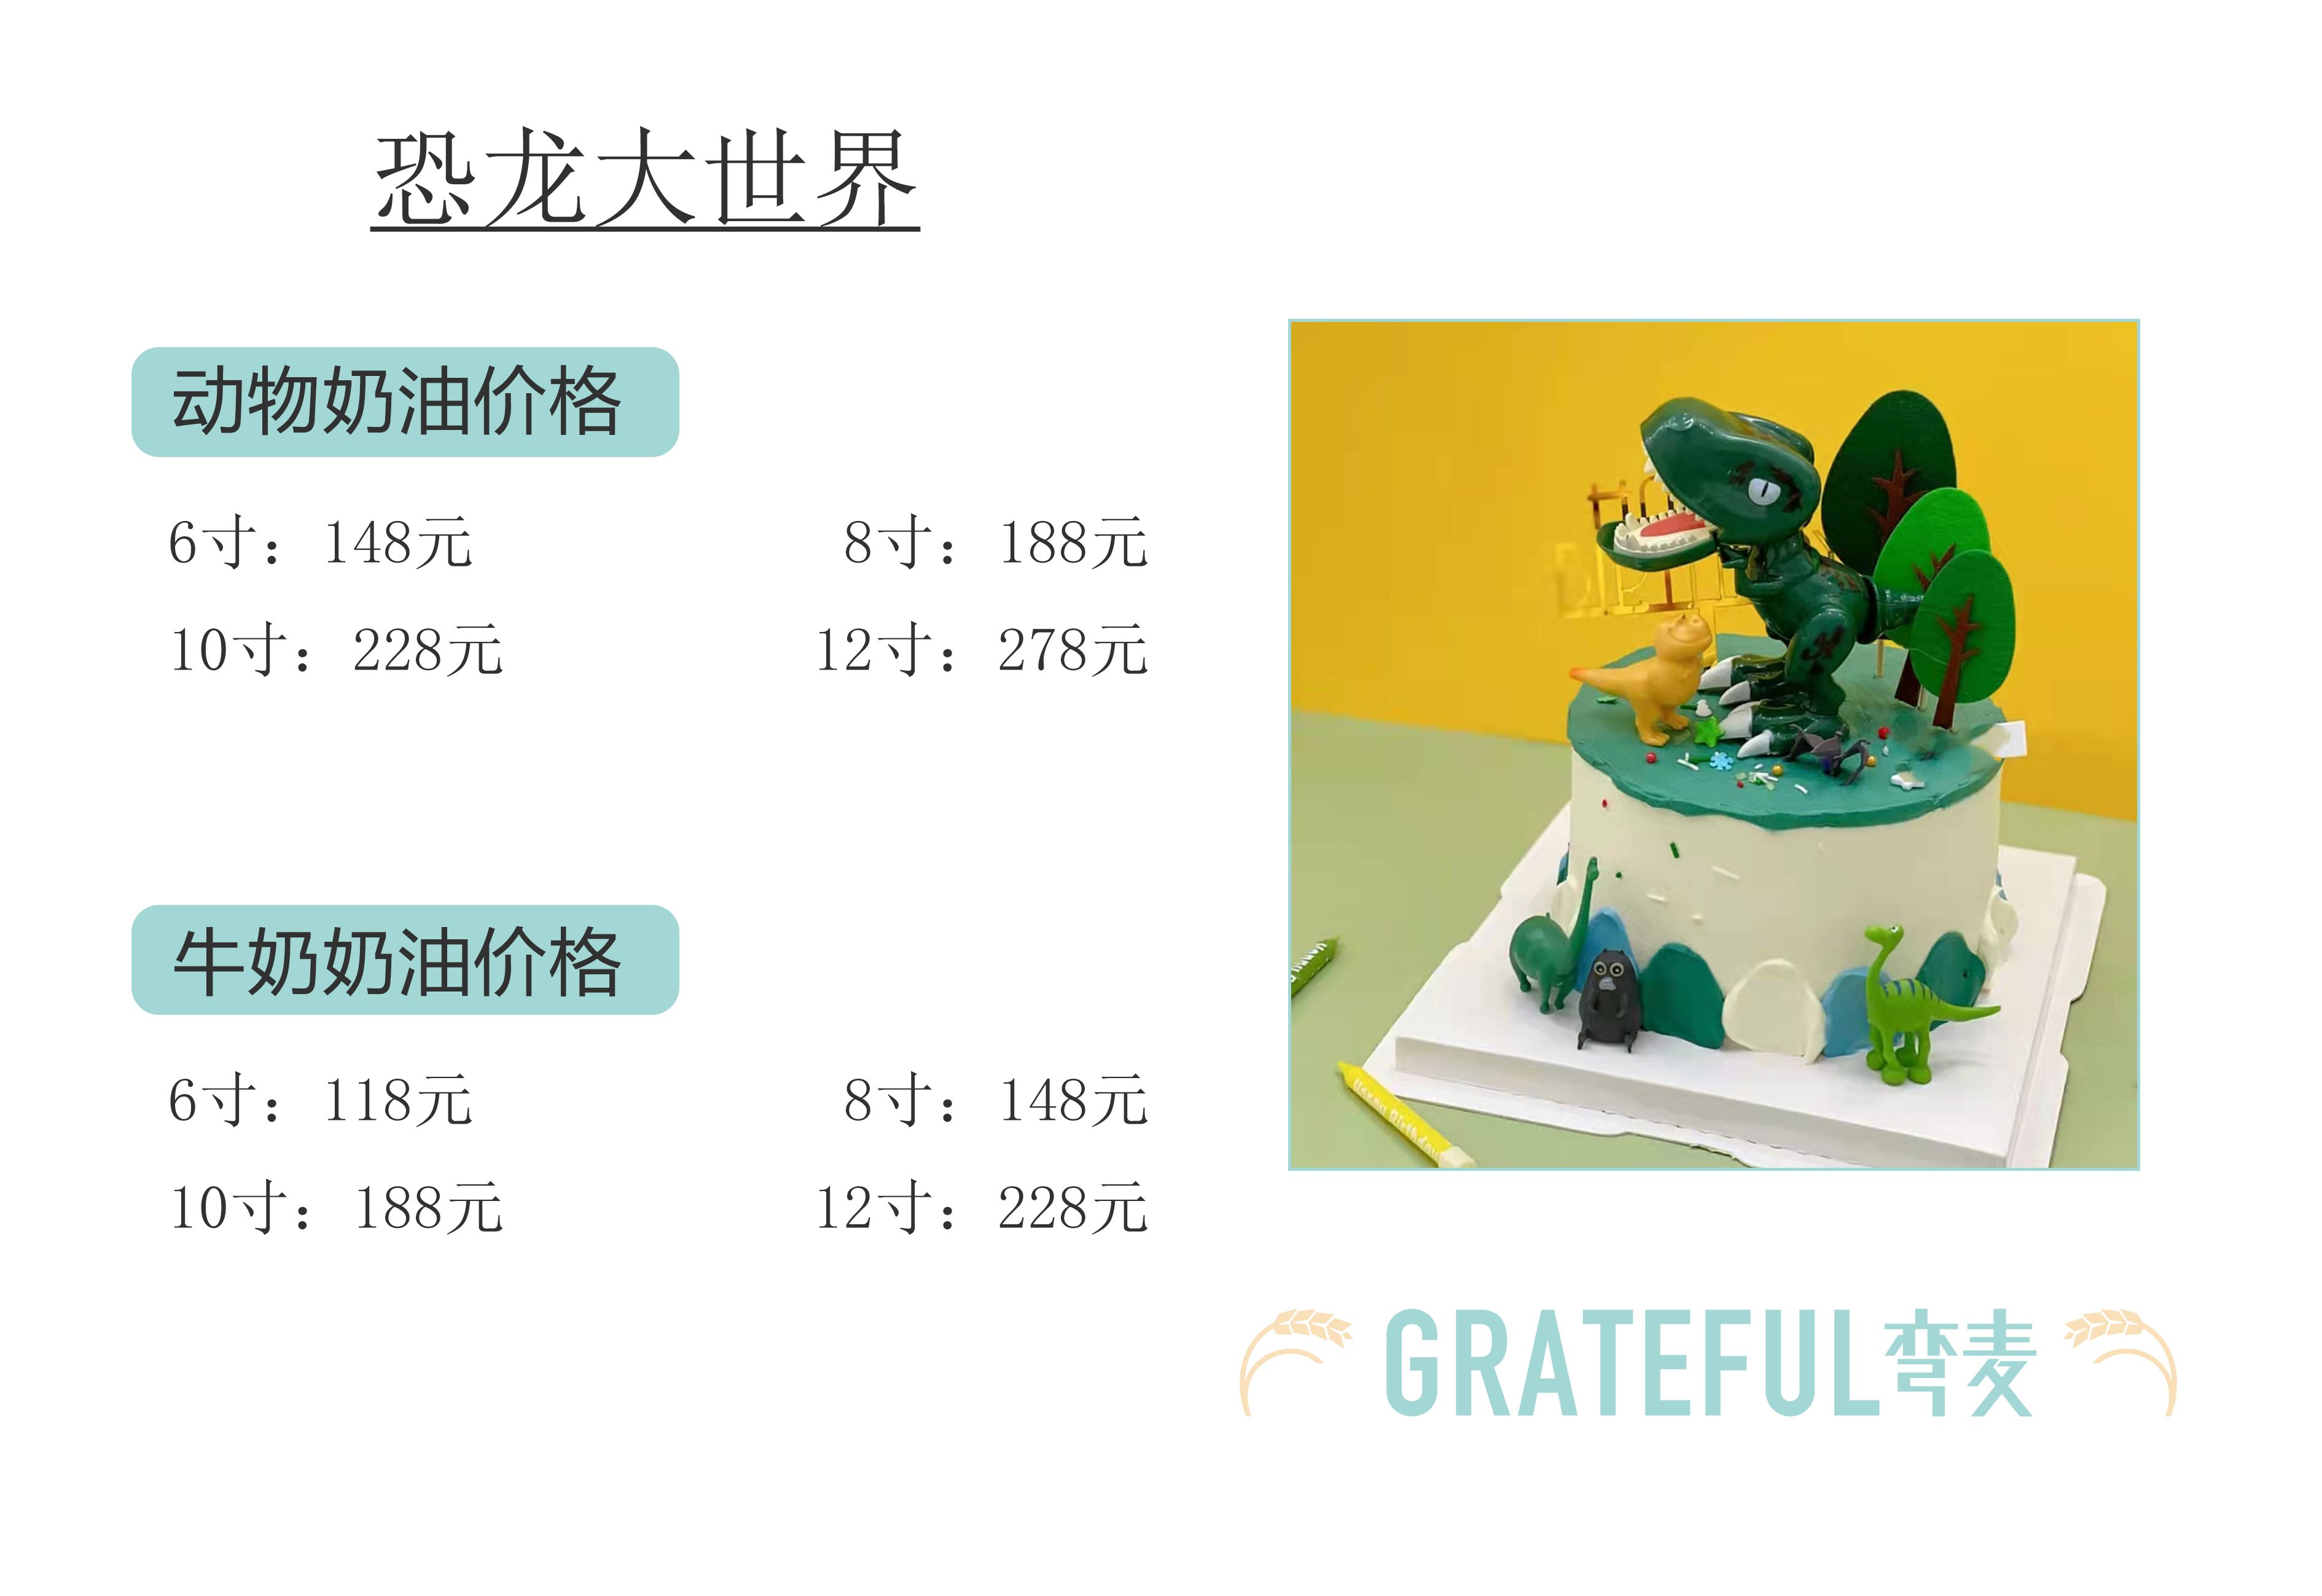 恐龙大世界
动物奶油价格
6寸：148元 8寸：188元
10寸：228元 12寸：278元
牛奶奶油价格
6寸：118元 8寸：148元
10寸：188元 12寸：228元
Happy Birthday
GRATEFUL弯麦